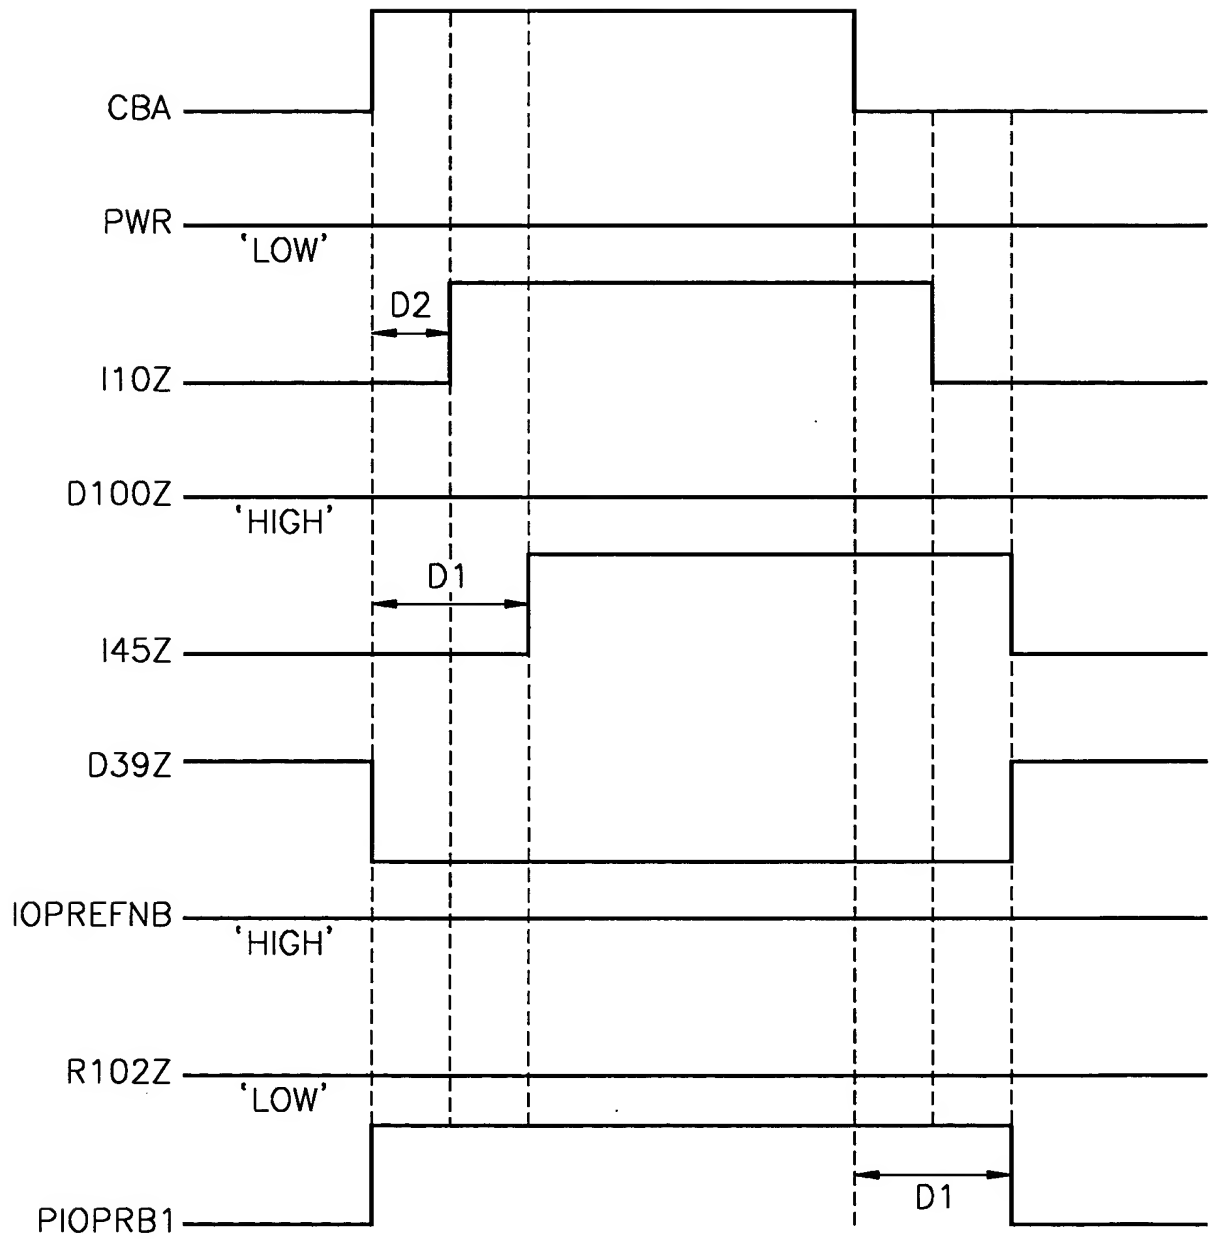 CBA
PWR
'LOW'
D2
I10Z
D100Z
'HIGH'
D1
I45Z
D39Z
IOPREFNB
'HIGH'
R102Z
'LOW'
D1
PIOPRB1